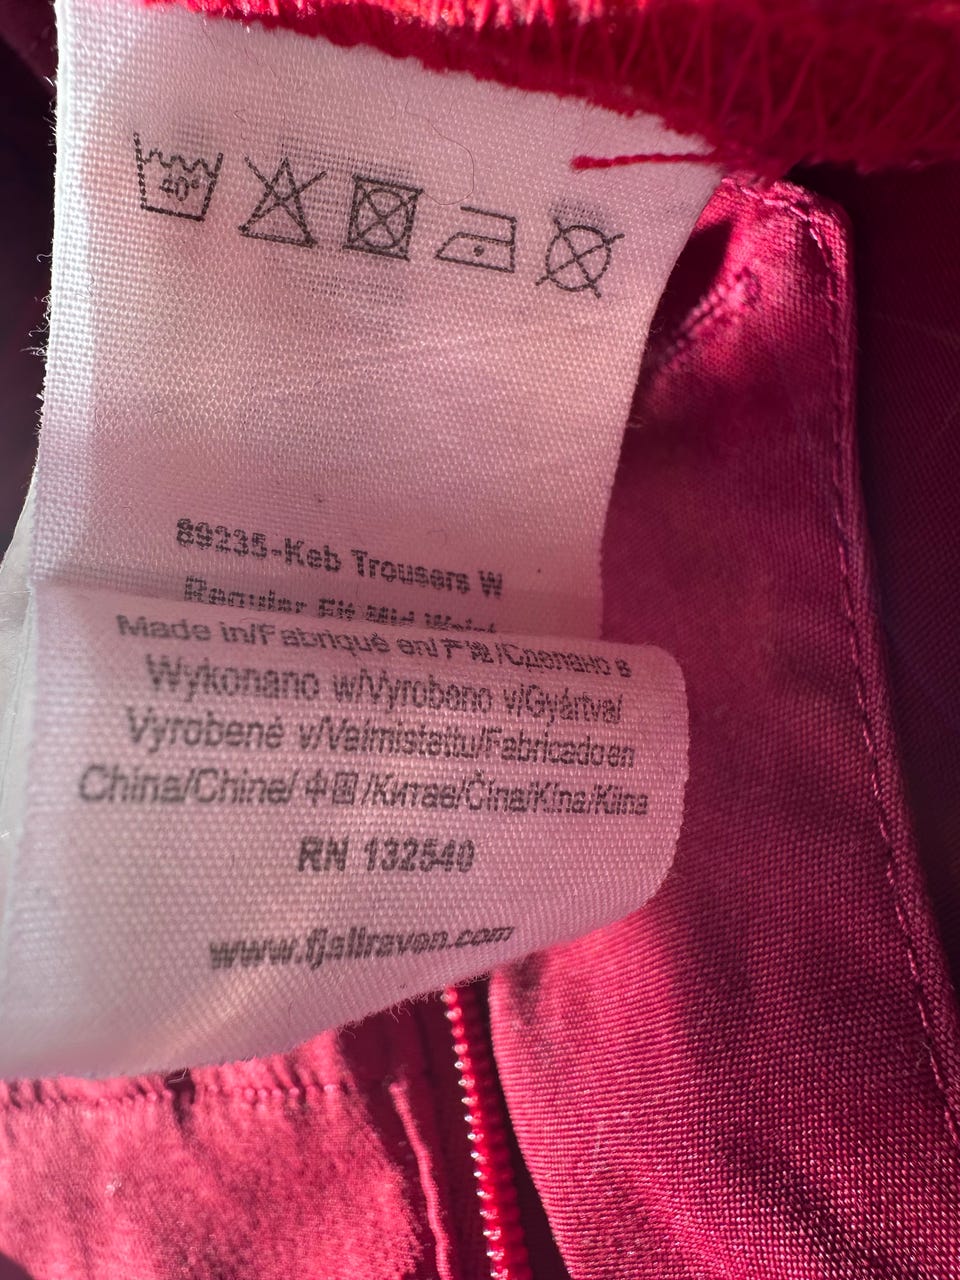 40°
89235-Keb Trousers W
Regular Fit Mid Waist
Made in/Fabriqué en/产地/Сделано в
Wykonano w/Vyrobeno v/Gyártva/
Vyrobené v/Valmistettu/Fabricado en
China/Chine/中国/Китае/Čína/Kína/Kiina
RN 132540
www.fjallraven.com